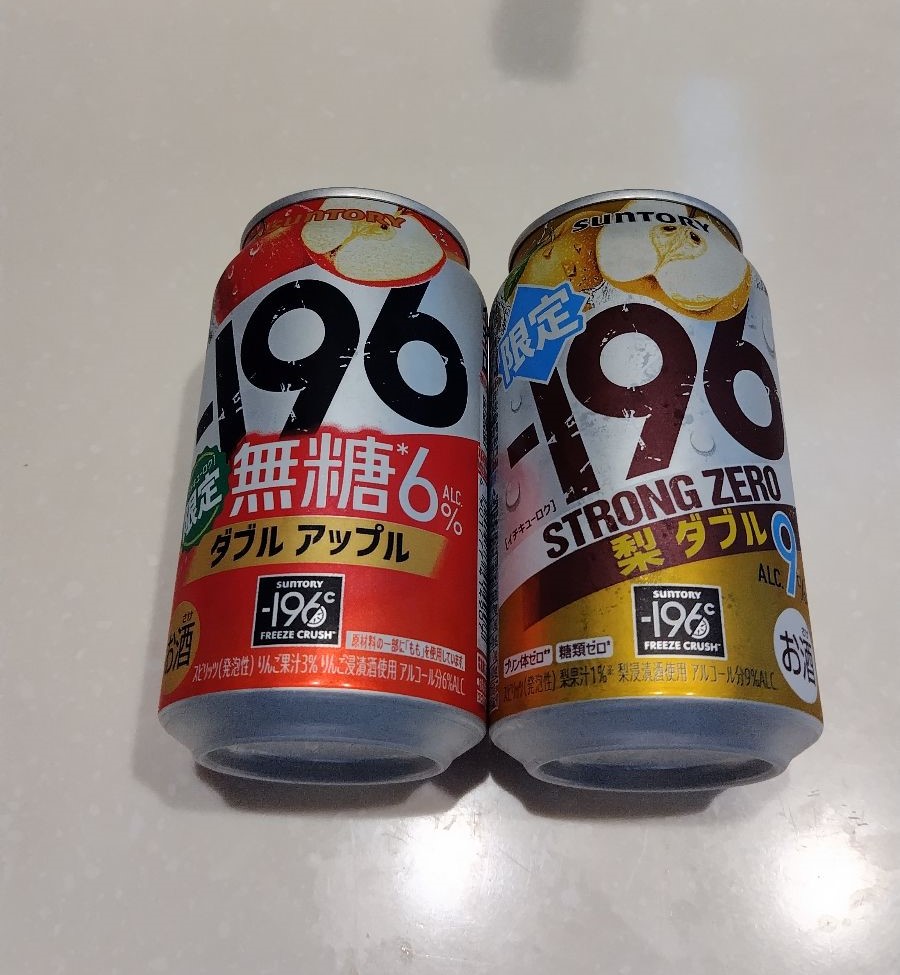 SUNTORY
-196
限定
無糖*6
ALC.
%
ダブル アップル
SUNTORY
-196℃
FREEZE CRUSH
さけ
お酒
原材料の一部に「もも」を使用しています。
スピリッツ(発泡性) りんご果汁3% りんご浸漬酒使用 アルコール分6%ALC.
SUNTORY
限定
-196
[イチキューロク]
STRONG ZERO
梨 ダブル
ALC.9%
SUNTORY
-196℃
FREEZE CRUSH
プリン体ゼロ** 糖類ゼロ*
さけ
お酒
スピリッツ(発泡性) 梨果汁1%* 梨浸漬酒使用 アルコール分9%ALC.